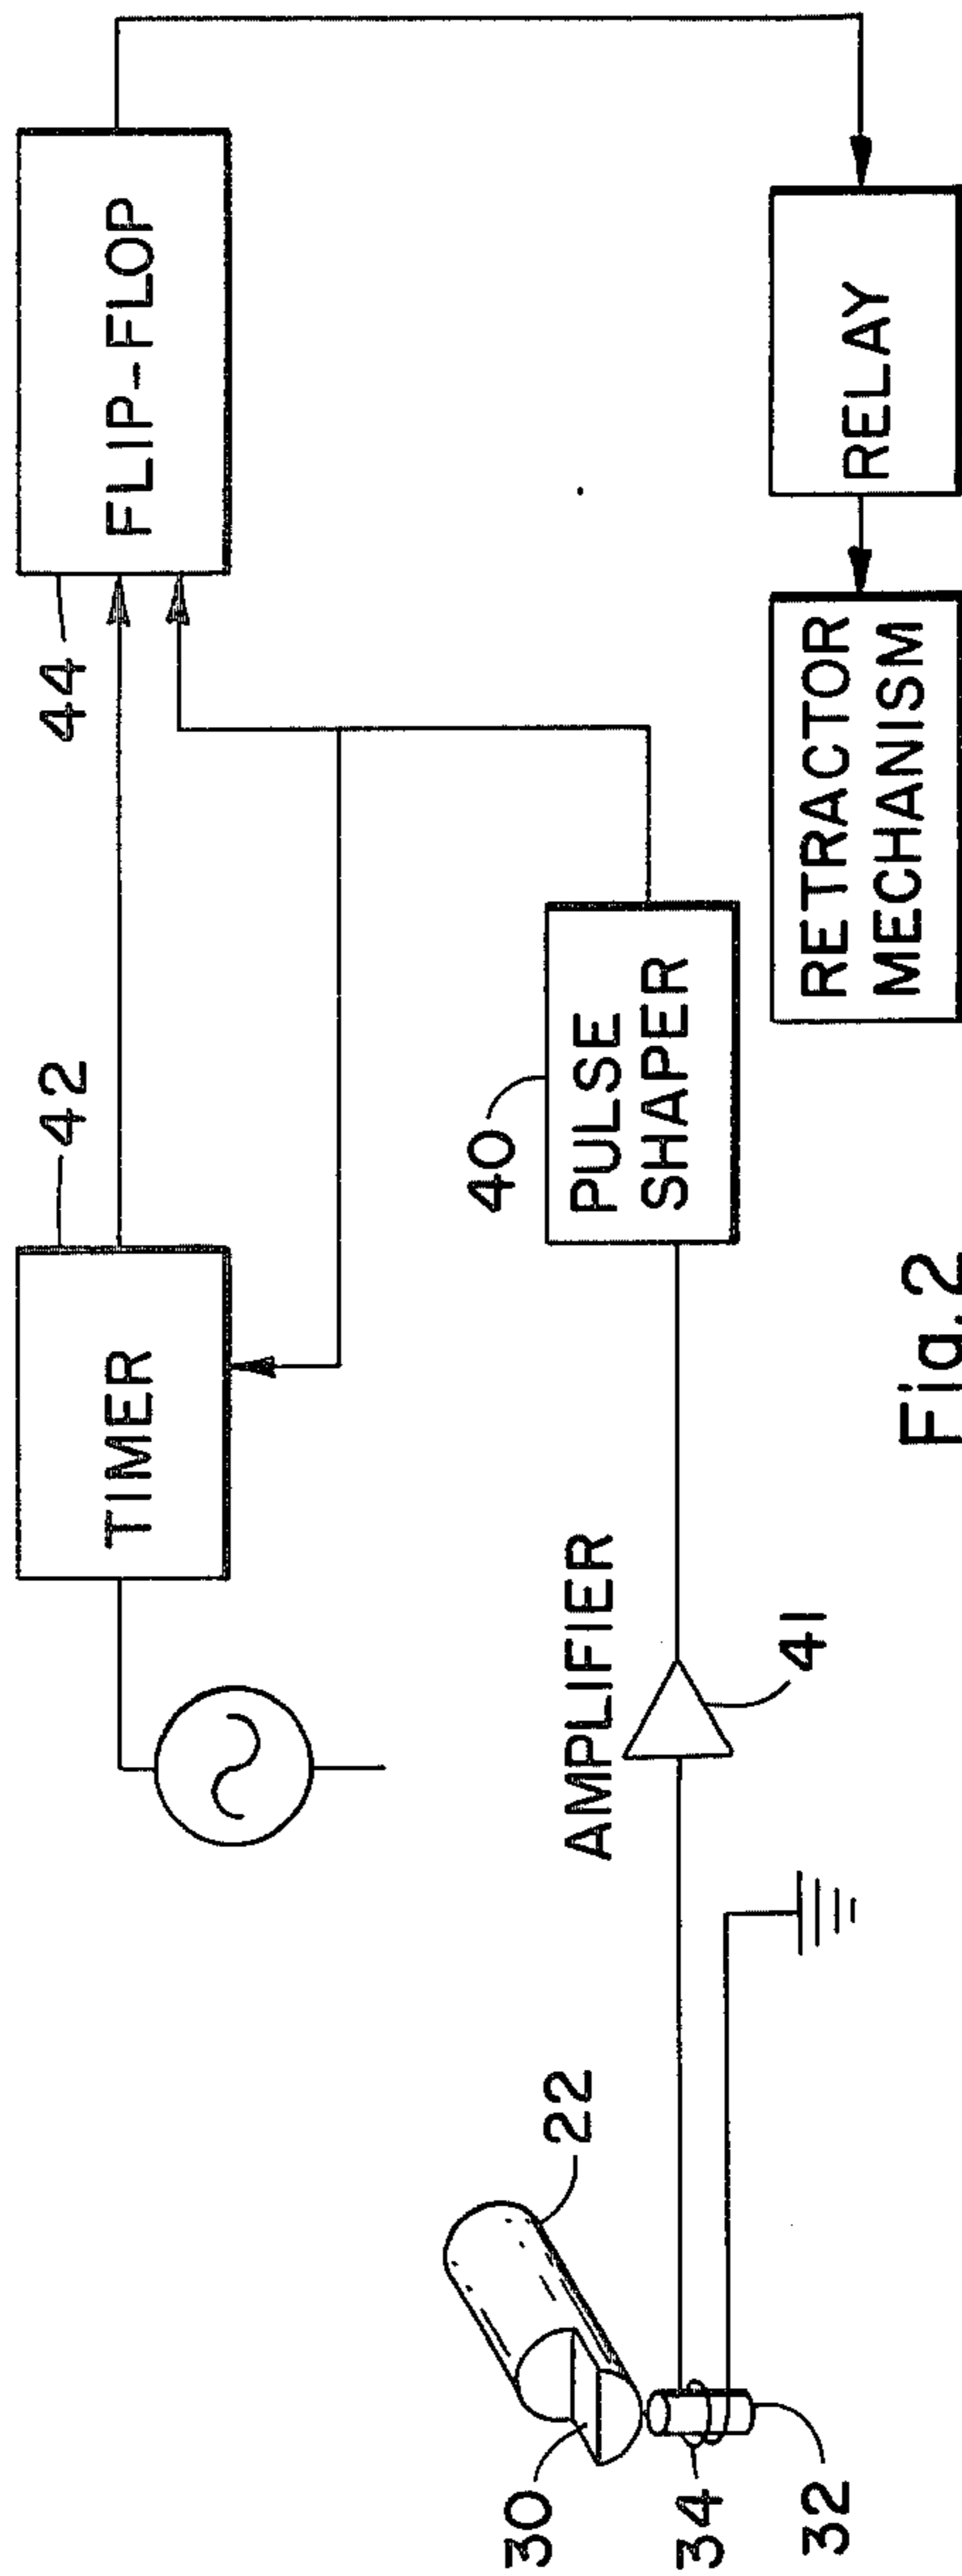 TIMER
42
44
FLIP-FLOP
AMPLIFIER
41
40
PULSE
SHAPER
RELAY
RETRACTOR
MECHANISM
30
22
34
32
Fig. 2